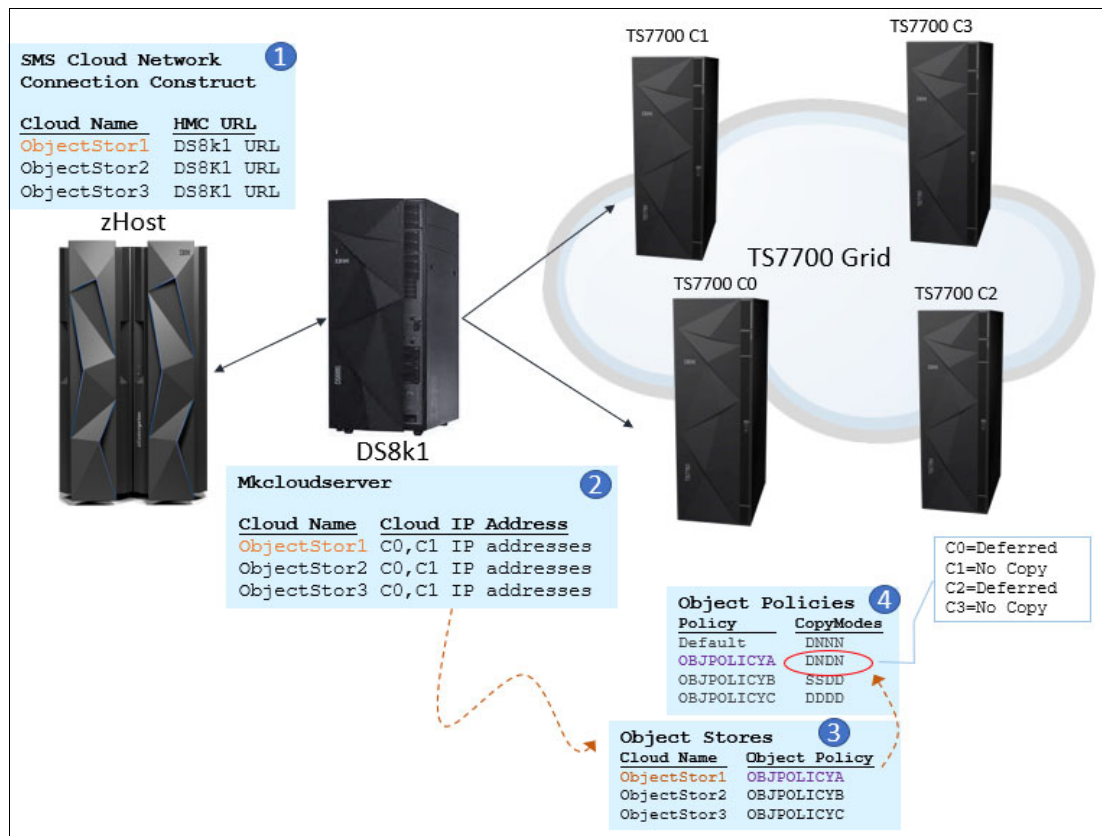 SMS Cloud Network
Connection Construct
1
Cloud Name HMC URL
ObjectStor1 DS8k1 URL
ObjectStor2 DS8K1 URL
ObjectStor3 DS8K1 URL
zHost
DS8k1
TS7700 C1
TS7700 C3
TS7700 Grid
TS7700 C0
TS7700 C2
Mkcloudserver
2
Cloud Name Cloud IP Address
ObjectStor1 C0,C1 IP addresses
ObjectStor2 C0,C1 IP addresses
ObjectStor3 C0,C1 IP addresses
C0=Deferred
C1=No Copy
C2=Deferred
C3=No Copy
Object Policies
4
Policy CopyModes
Default DNNN
OBJPOLICYA DNDN
OBJPOLICYB SSDD
OBJPOLICYC DDDD
Object Stores
3
Cloud Name Object Policy
ObjectStor1 OBJPOLICYA
ObjectStor2 OBJPOLICYB
ObjectStor3 OBJPOLICYC